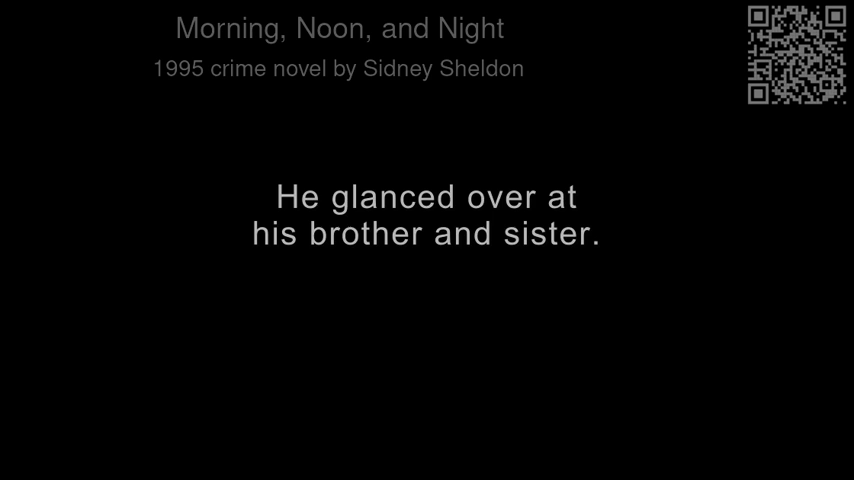 Morning, Noon, and Night
1995 crime novel by Sidney Sheldon
He glanced over at
his brother and sister.